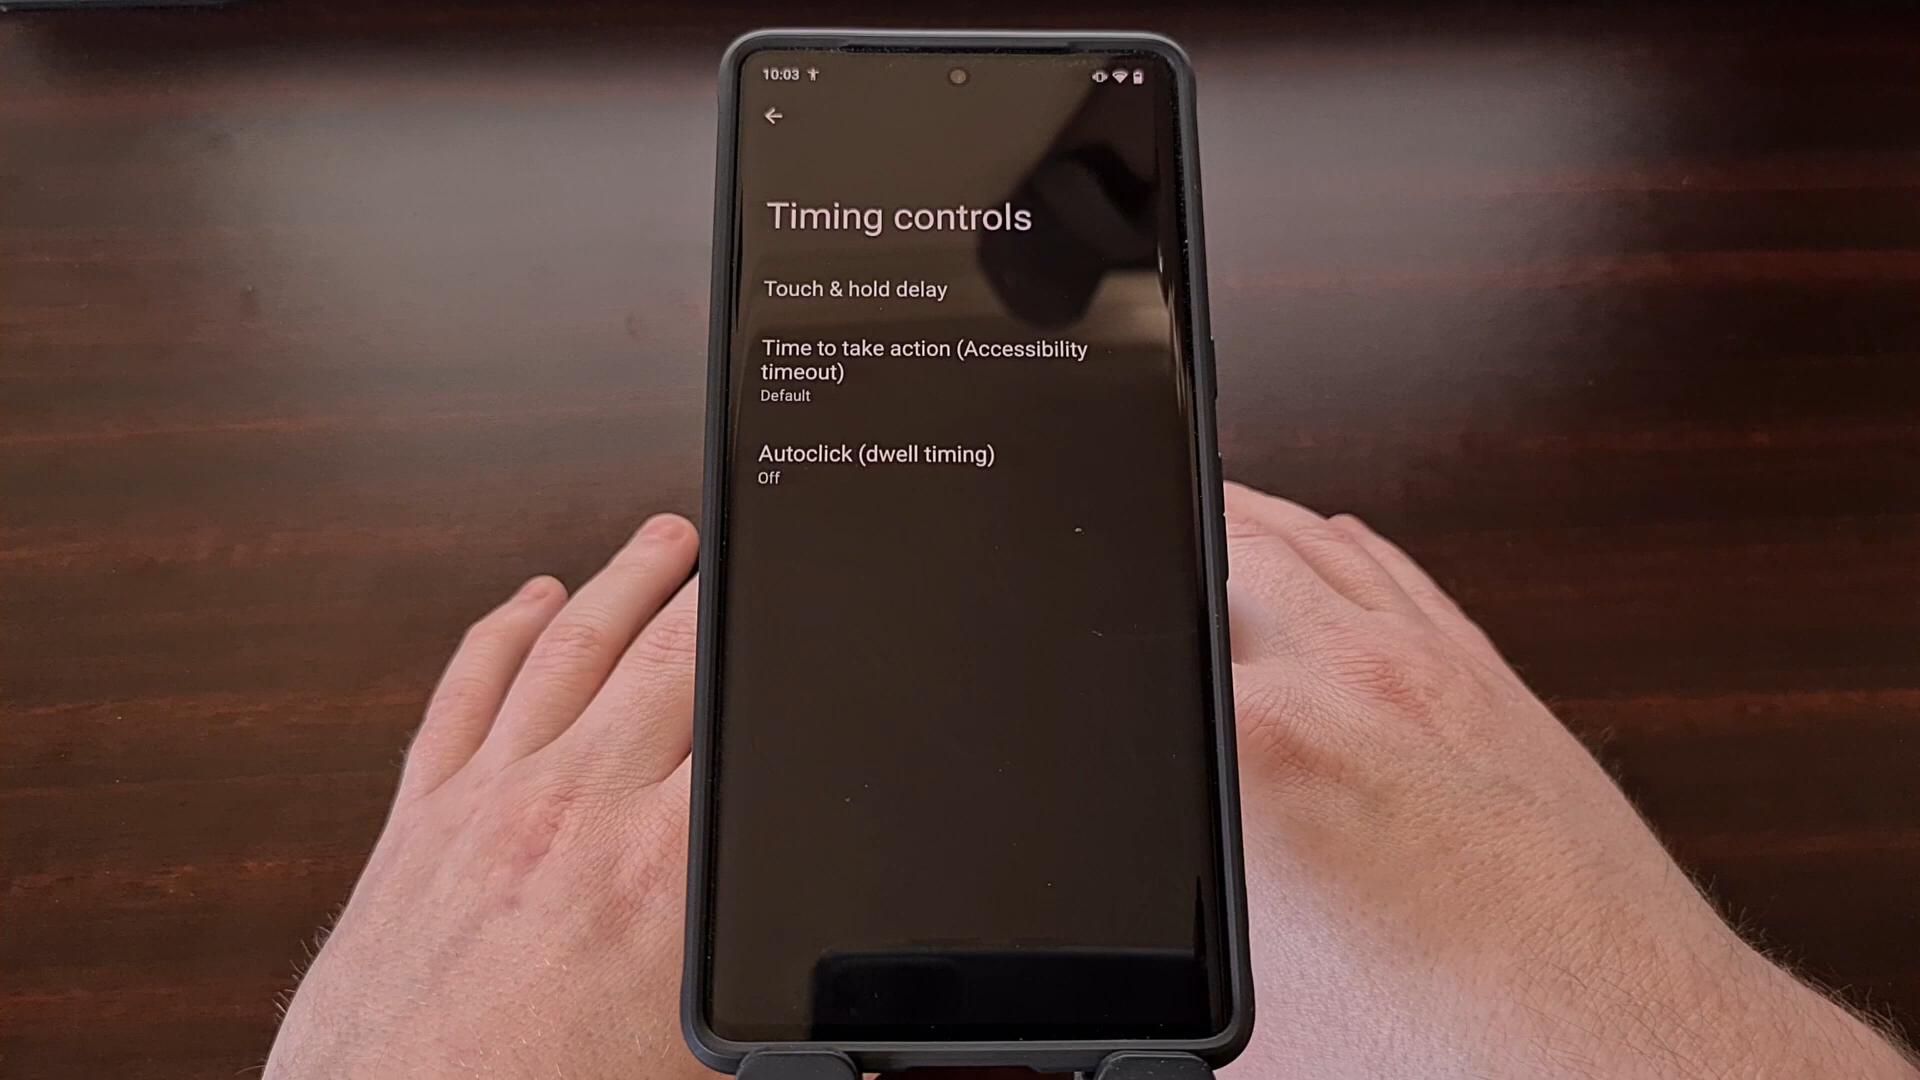 10:03
Timing controls
Touch & hold delay
Time to take action (Accessibility
timeout)
Default
Autoclick (dwell timing)
Off